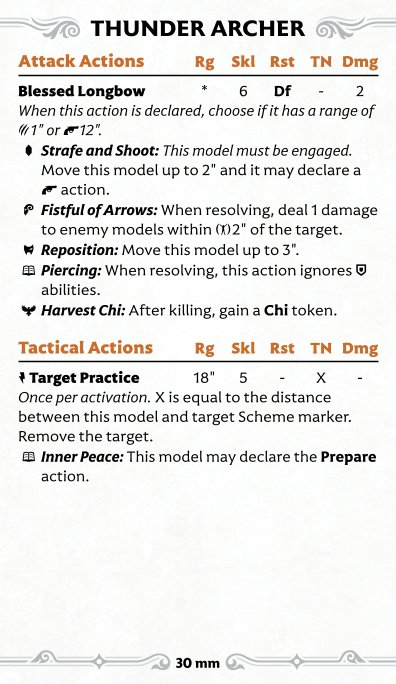 THUNDER ARCHER
Attack Actions Rg Skl Rst TN Dmg
Blessed Longbow * 6 Df - 2
When this action is declared, choose if it has a range of
1" or 12".
Strafe and Shoot: This model must be engaged.
Move this model up to 2" and it may declare a
action.
Fistful of Arrows: When resolving, deal 1 damage
to enemy models within 2" of the target.
Reposition: Move this model up to 3".
Piercing: When resolving, this action ignores
abilities.
Harvest Chi: After killing, gain a Chi token.
Tactical Actions Rg Skl Rst TN Dmg
Target Practice 18" 5 - X -
Once per activation. X is equal to the distance
between this model and target Scheme marker.
Remove the target.
Inner Peace: This model may declare the Prepare
action.
30 mm